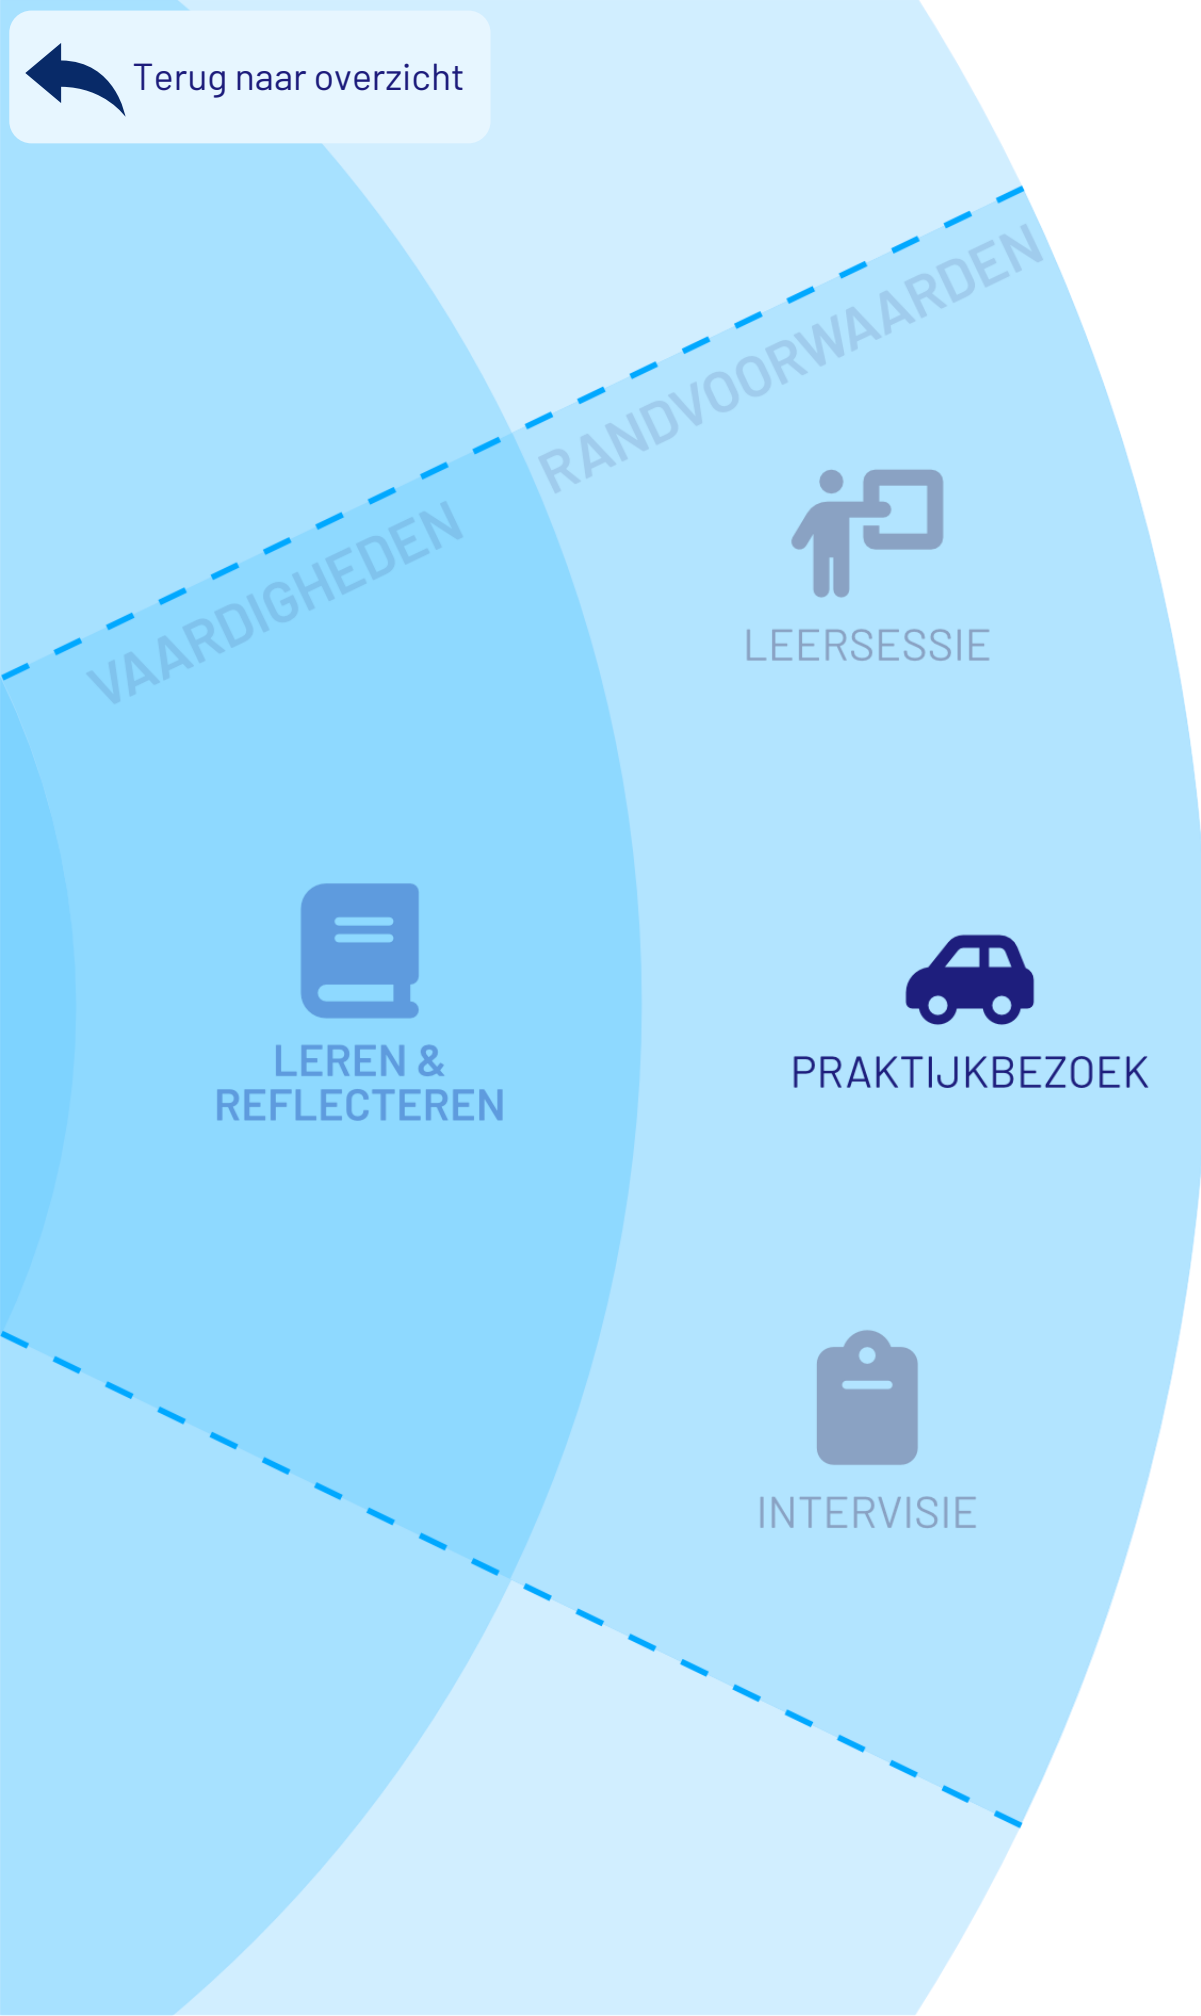 Terug naar overzicht
RANDVOORWAARDEN
VAARDIGHEDEN
LEERSESSIE
LEREN &
REFLECTEREN
PRAKTIJKBEZOEK
INTERVISIE